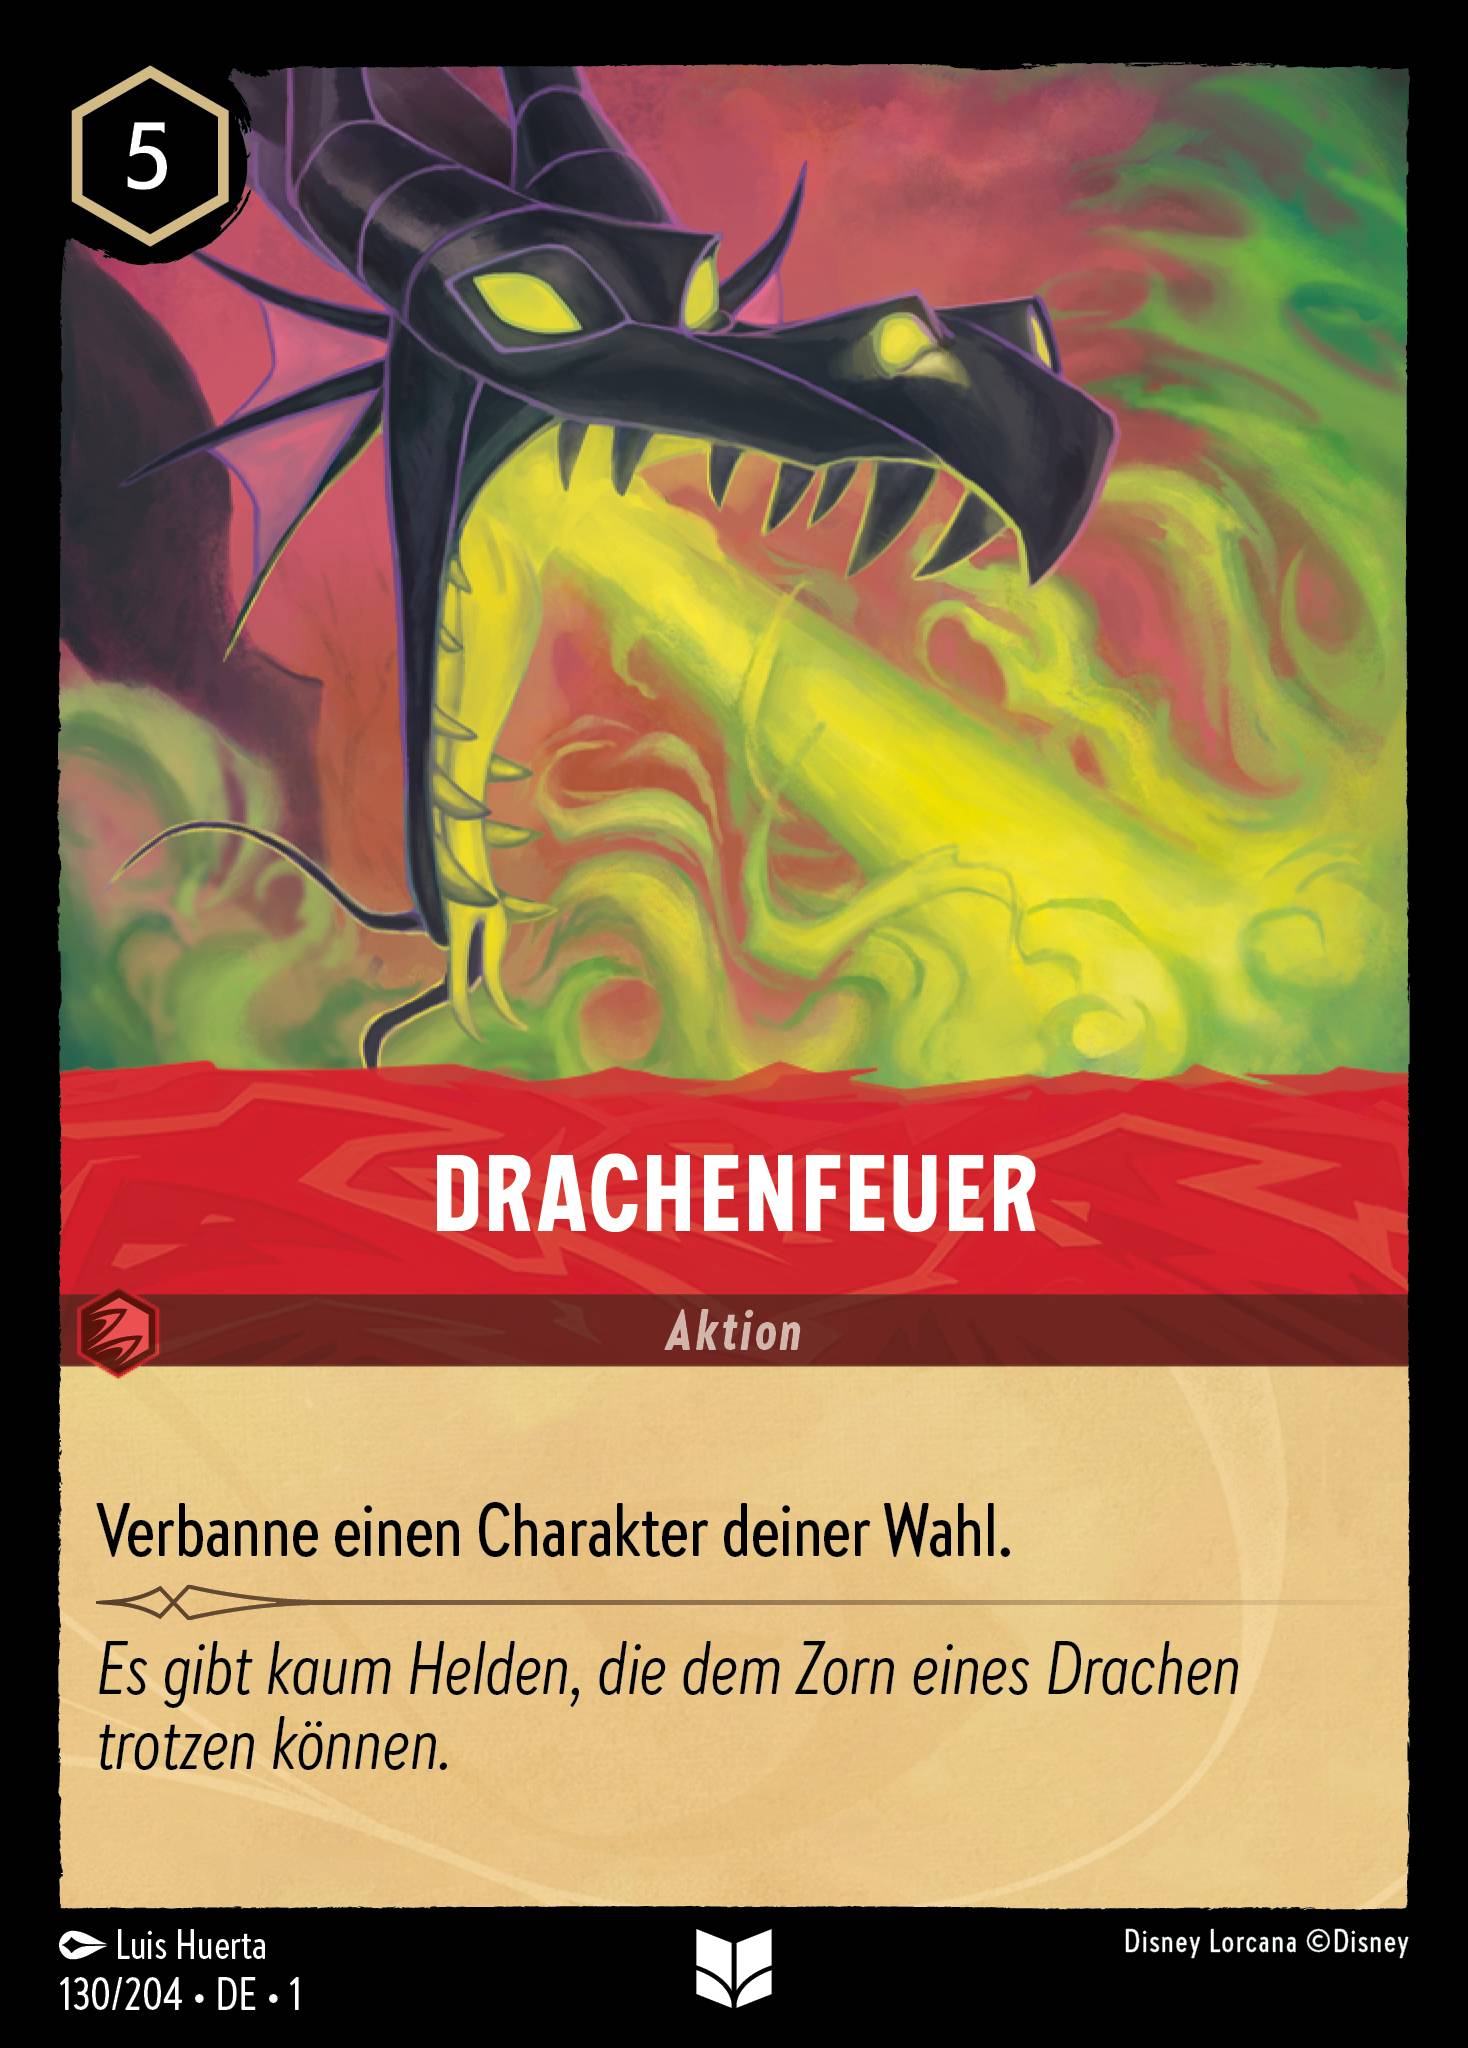 5
DRACHENFEUER
Aktion
Verbanne einen Charakter deiner Wahl.
Es gibt kaum Helden, die dem Zorn eines Drachen
trotzen können.
Luis Huerta
130/204 • DE • 1
Disney Lorcana ©Disney